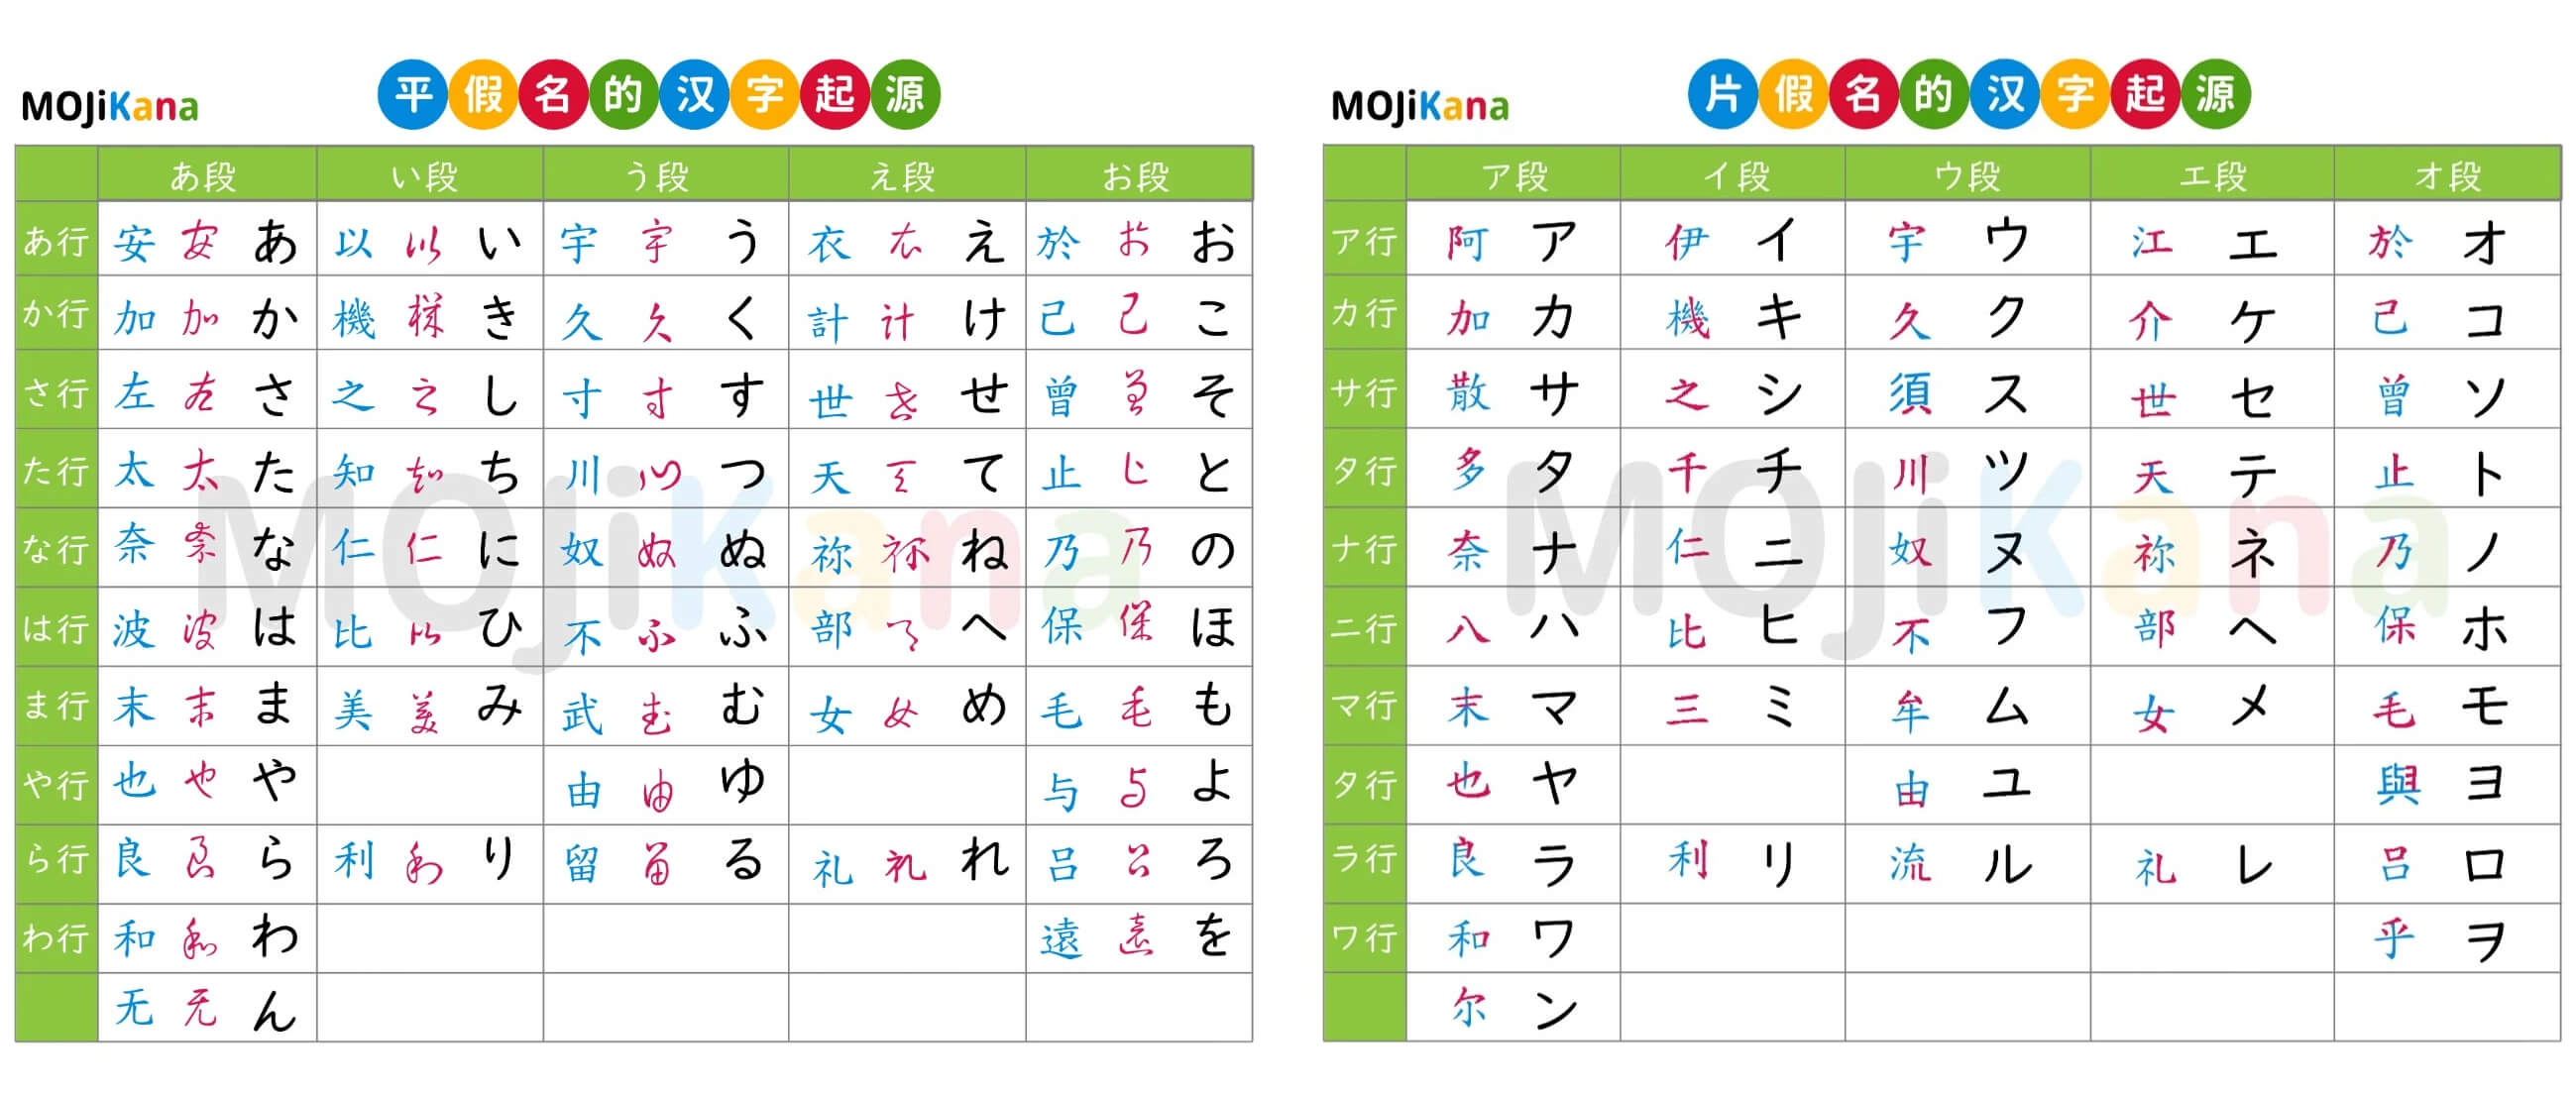 MOJiKana 平假名的汉字起源
あ段 い段 う段 え段 お段
あ行 安 安 あ 以 以 い 宇 宇 う 衣 衣 え 於 於 お
か行 加 加 か 機 機 き 久 久 く 計 计 け 己 己 こ
さ行 左 左 さ 之 之 し 寸 寸 す 世 世 せ 曽 曽 そ
た行 太 太 た 知 知 ち 川 川 つ 天 天 て 止 止 と
な行 奈 奈 な 仁 仁 に 奴 奴 ぬ 祢 祢 ね 乃 乃 の
は行 波 波 は 比 比 ひ 不 不 ふ 部 部 へ 保 保 ほ
ま行 末 末 ま 美 美 み 武 武 む 女 女 め 毛 毛 も
や行 也 也 や 由 由 ゆ 与 与 よ
ら行 良 良 ら 利 利 り 留 留 る 礼 礼 れ 呂 呂 ろ
わ行 和 和 わ 遠 遠 を
无 无 ん
MOJiKana
MOJiKana 片假名的汉字起源
ア段 イ段 ウ段 エ段 オ段
ア行 阿 ア 伊 イ 宇 ウ 江 エ 於 オ
カ行 加 カ 機 キ 久 ク 介 ケ 己 コ
サ行 散 サ 之 シ 須 ス 世 セ 曽 ソ
タ行 多 タ 千 チ 川 ツ 天 テ 止 ト
ナ行 奈 ナ 仁 ニ 奴 ヌ 祢 ネ 乃 ノ
ニ行 八 ハ 比 ヒ 不 フ 部 ヘ 保 ホ
マ行 末 マ 三 ミ 牟 ム 女 メ 毛 モ
タ行 也 ヤ 由 ユ 與 ヨ
ラ行 良 ラ 利 リ 流 ル 礼 レ 呂 ロ
ワ行 和 ワ 乎 ヲ
尔 ン
MOJiKana